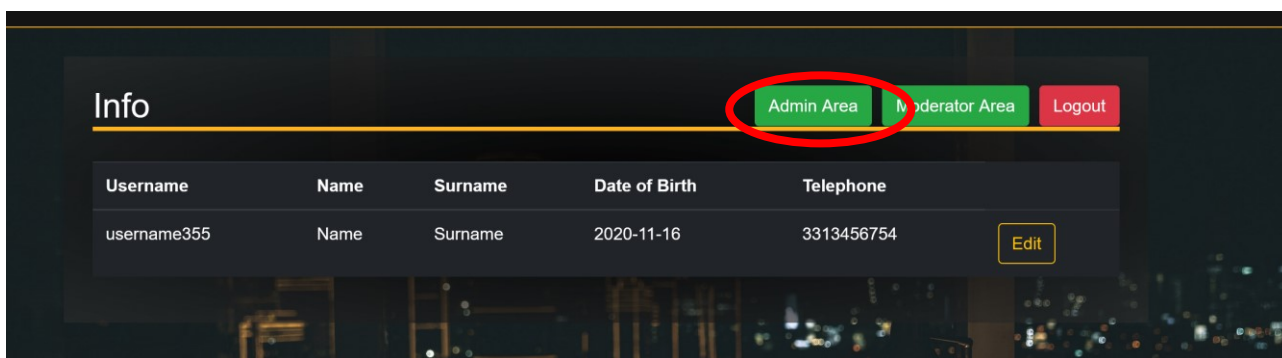 Info
Admin Area Moderator Area Logout
Username Name Surname Date of Birth Telephone
username355 Name Surname 2020-11-16 3313456754 Edit